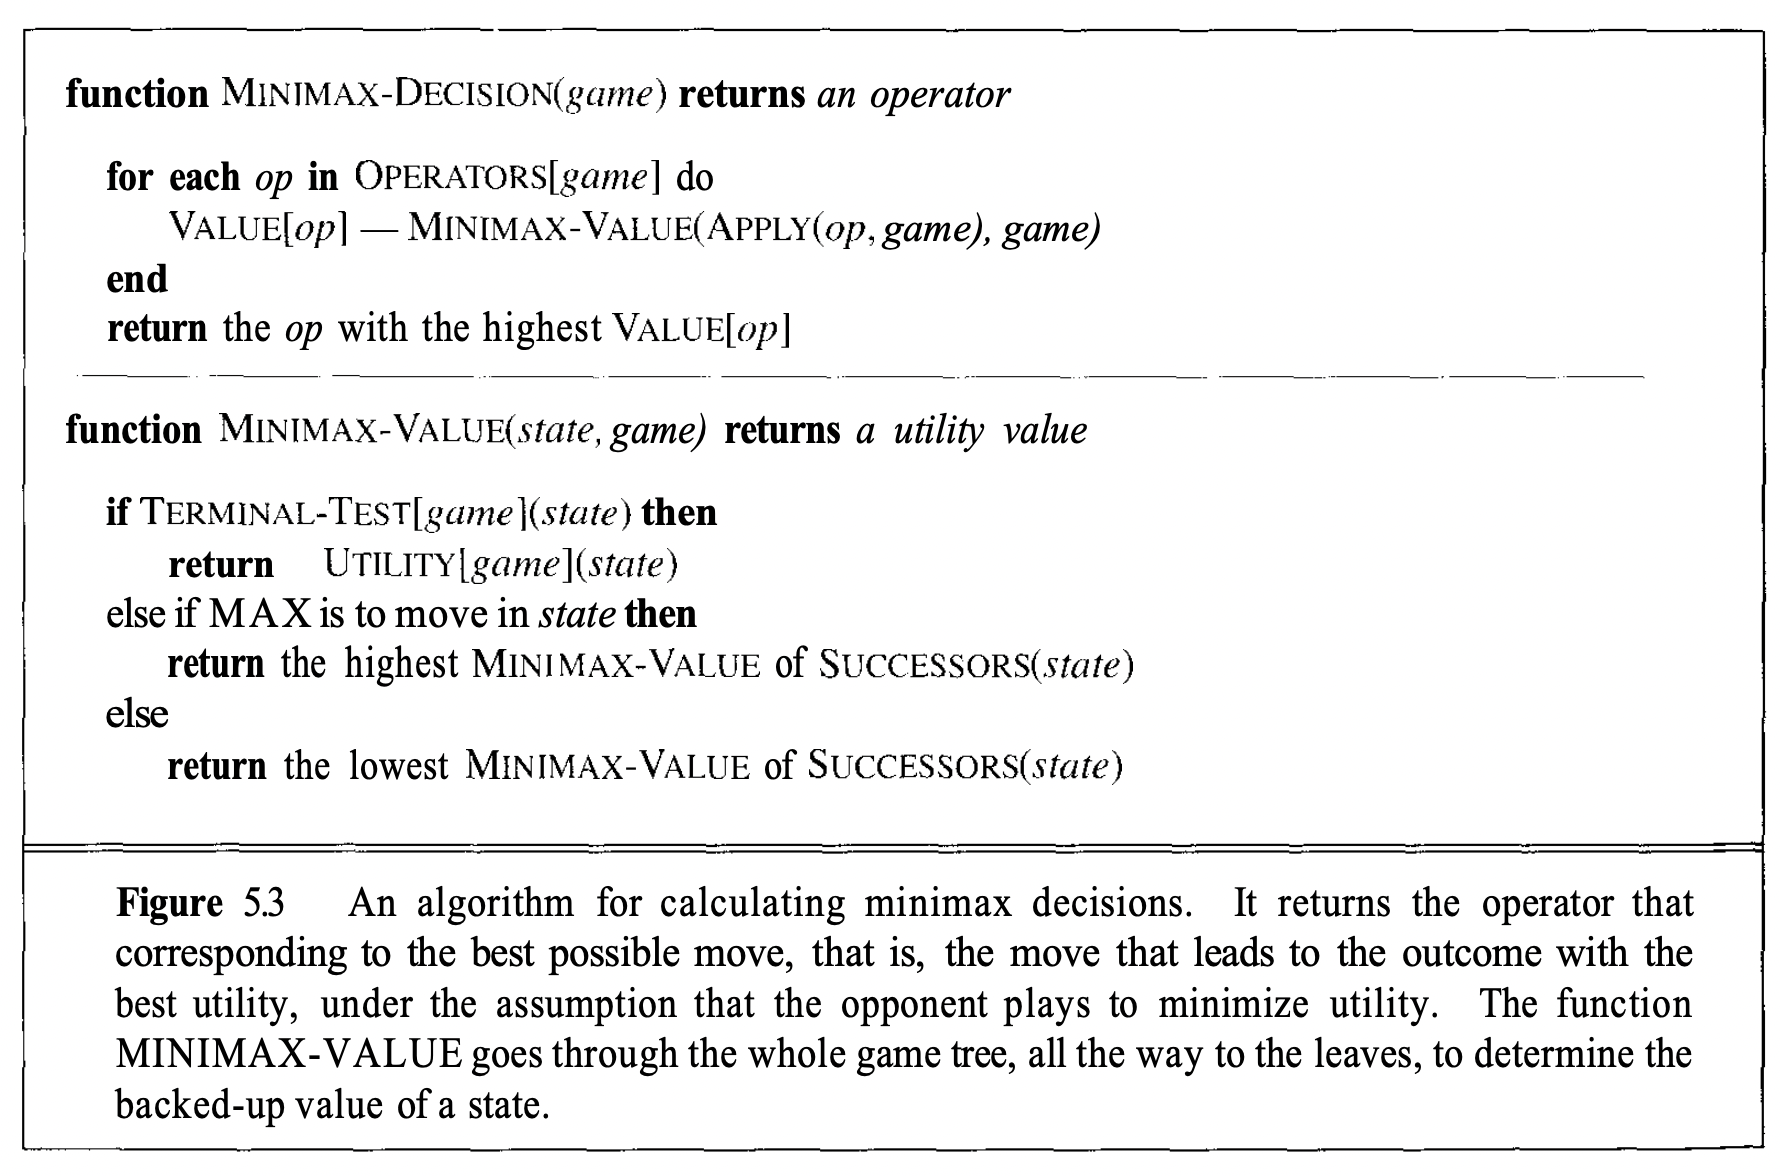 function MINIMAX-DECISION(game) returns an operator
for each op in OPERATORS[game] do
VALUE[op] — MINIMAX-VALUE(APPLY(op, game), game)
end
return the op with the highest VALUE[op]
function MINIMAX-VALUE(state, game) returns a utility value
if TERMINAL-TEST[game](state) then
return UTILITY[game](state)
else if MAX is to move in state then
return the highest MINIMAX-VALUE of SUCCESSORS(state)
else
return the lowest MINIMAX-VALUE of SUCCESSORS(state)
Figure 5.3 An algorithm for calculating minimax decisions. It returns the operator that
corresponding to the best possible move, that is, the move that leads to the outcome with the
best utility, under the assumption that the opponent plays to minimize utility. The function
MINIMAX-VALUE goes through the whole game tree, all the way to the leaves, to determine the
backed-up value of a state.